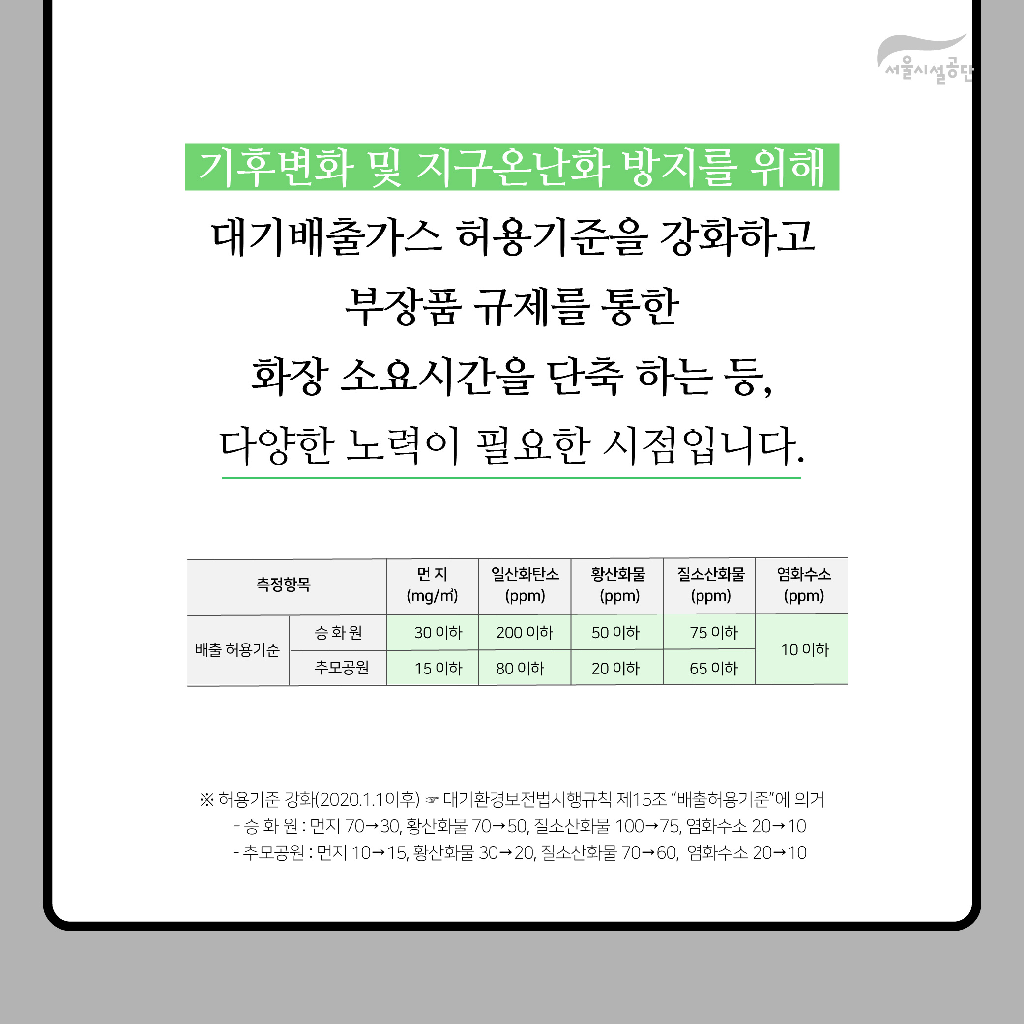 서울시설공단
기후변화 및 지구온난화 방지를 위해
대기배출가스 허용기준을 강화하고
부장품 규제를 통한
화장 소요시간을 단축 하는 등,
다양한 노력이 필요한 시점입니다.
측정항목 먼 지 (mg/㎥) 일산화탄소 (ppm) 황산화물 (ppm) 질소산화물 (ppm) 염화수소 (ppm)
배출 허용기순 승 화 원 30 이하 200 이하 50 이하 75 이하 10 이하
추모공원 15 이하 80 이하 20 이하 65 이하
※ 허용기준 강화(2020.1.1이후) ☞ 대기환경보전법시행규칙 제15조 “배출허용기준”에 의거
- 승 화 원 : 먼지 70→30, 황산화물 70→50, 질소산화물 100→75, 염화수소 20→10
- 추모공원 : 먼지 10→15, 황산화물 30→20, 질소산화물 70→60, 염화수소 20→10